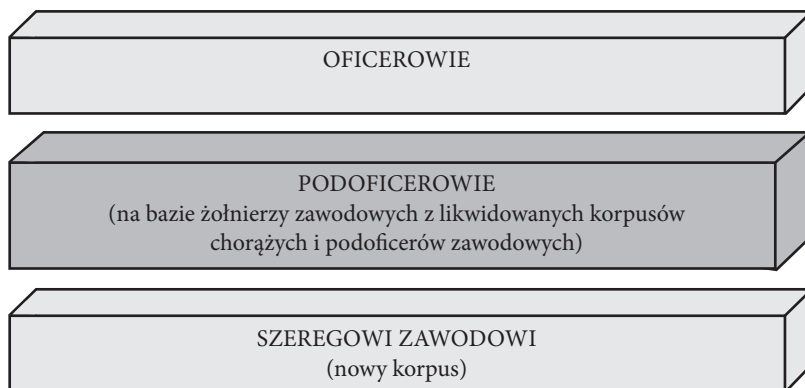 OFICEROWIE
PODOFICEROWIE
(na bazie żołnierzy zawodowych z likwidowanych korpusów
chorążych i podoficerów zawodowych)
SZEREGOWI ZAWODOWI
(nowy korpus)